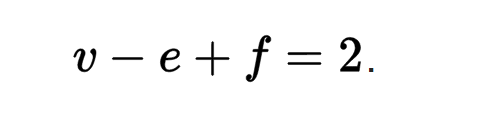 v − e + f = 2.